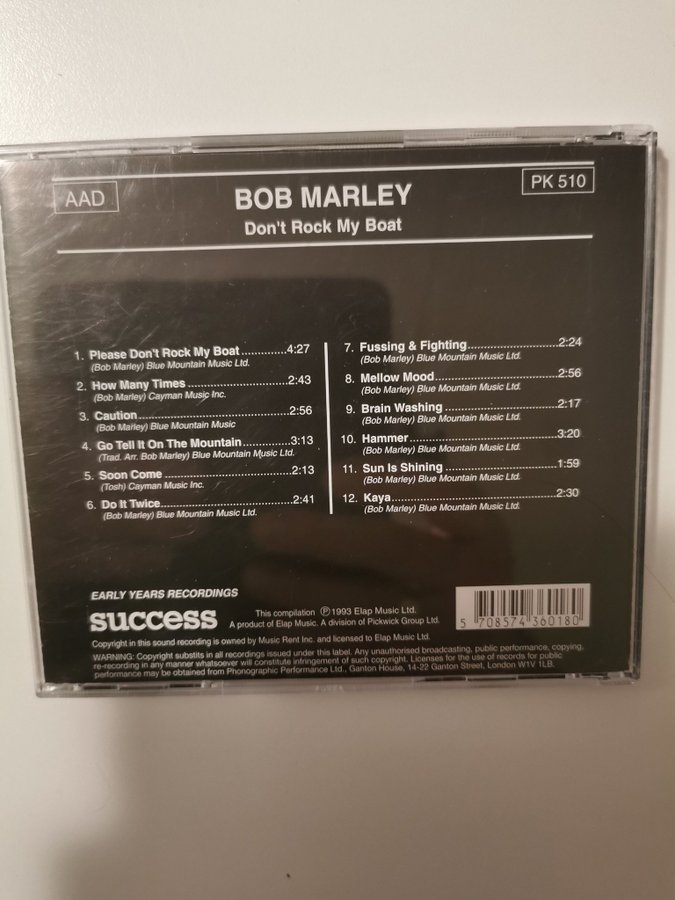 AAD
BOB MARLEY
PK 510
Don't Rock My Boat
1. Please Don't Rock My Boat.............4:27
(Bob Marley) Blue Mountain Music Ltd.
2. How Many Times.............................2:43
(Bob Marley) Cayman Music Inc.
3. Caution............................................2:56
(Bob Marley) Blue Mountain Music
4. Go Tell It On The Mountain.............3:13
(Trad. Arr. Bob Marley) Blue Mountain Music Ltd.
5. Soon Come.....................................2:13
(Tosh) Cayman Music Inc.
6. Do It Twice......................................2:41
(Bob Marley) Blue Mountain Music Ltd.
7. Fussing & Fighting..........................2:24
(Bob Marley) Blue Mountain Music Ltd.
8. Mellow Mood...................................2:56
(Bob Marley) Blue Mountain Music Ltd.
9. Brain Washing................................2:17
(Bob Marley) Blue Mountain Music Ltd.
10. Hammer.........................................3:20
(Bob Marley) Blue Mountain Music Ltd.
11. Sun Is Shining................................1:59
(Bob Marley) Blue Mountain Music Ltd.
12. Kaya...............................................2:30
(Bob Marley) Blue Mountain Music Ltd.
EARLY YEARS RECORDINGS
success
This compilation ℗1993 Elap Music Ltd.
A product of Elap Music. A division of Pickwick Group Ltd.
5 708574 360180
Copyright in this sound recording is owned by Music Rent Inc. and licensed to Elap Music Ltd.
WARNING: Copyright substits in all recordings issued under this label. Any unauthorised broadcasting, public performance, copying,
re-recording in any manner whatsoever will constitute infringement of such copyright. Licenses for the use of records for public
performance may be obtained from Phonographic Performance Ltd., Ganton House, 14-22 Ganton Street, London W1V 1LB.